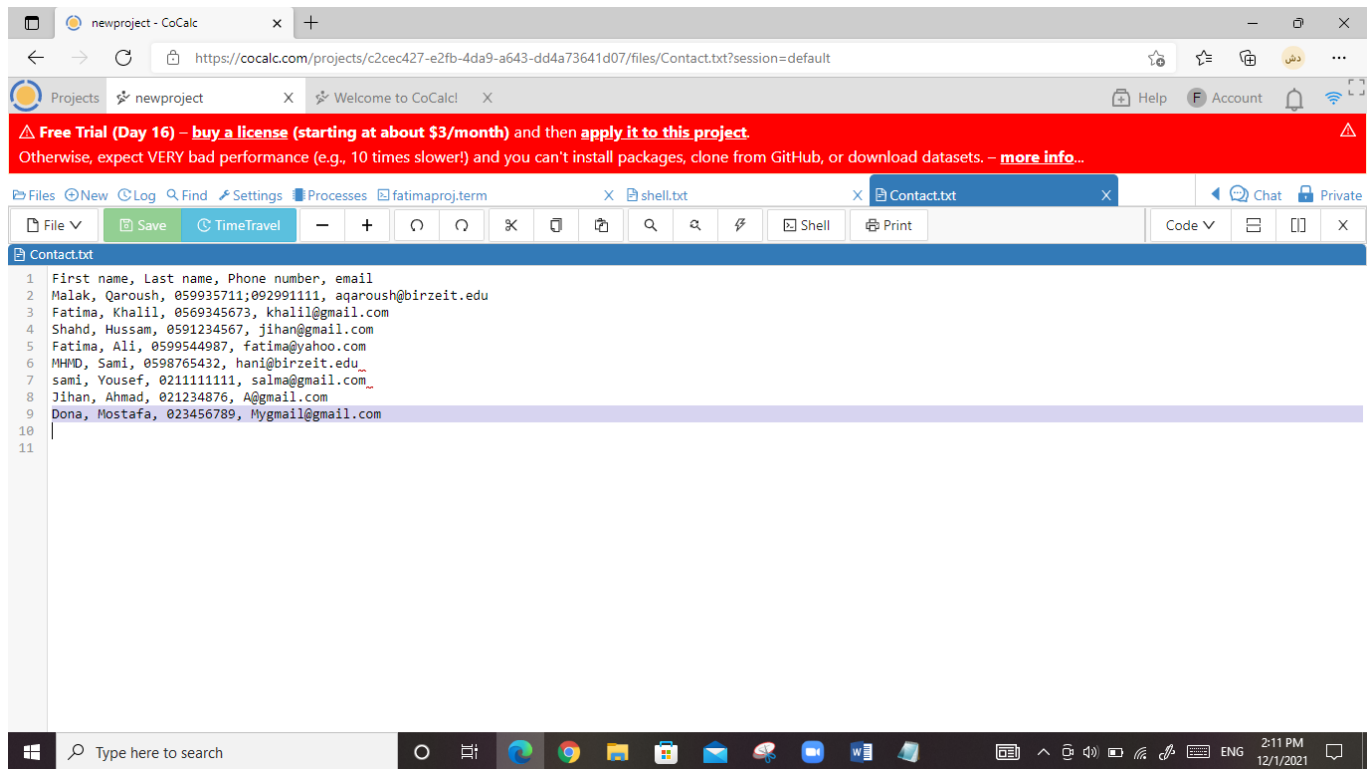 newproject - CoCalc
https://cocalc.com/projects/c2cec427-e2fb-4da9-a643-dd4a73641d07/files/Contact.txt?session=default
دش
Projects newproject Welcome to CoCalc! Help F Account
Free Trial (Day 16) – buy a license (starting at about $3/month) and then apply it to this project.
Otherwise, expect VERY bad performance (e.g., 10 times slower!) and you can't install packages, clone from GitHub, or download datasets. – more info...
Files New Log Find Settings Processes fatimaproj.term shell.txt Contact.txt Chat Private
File Save TimeTravel Shell Print Code
Contact.txt
1 First name, Last name, Phone number, email
2 Malak, Qaroush, 059935711;092991111, aqaroush@birzeit.edu
3 Fatima, Khalil, 0569345673, khalil@gmail.com
4 Shahd, Hussam, 0591234567, jihan@gmail.com
5 Fatima, Ali, 0599544987, fatima@yahoo.com
6 MHMD, Sami, 0598765432, hani@birzeit.edu
7 sami, Yousef, 0211111111, salma@gmail.com
8 Jihan, Ahmad, 021234876, A@gmail.com
9 Dona, Mostafa, 023456789, Mygmail@gmail.com
10
11
Type here to search
ENG
2:11 PM
12/1/2021